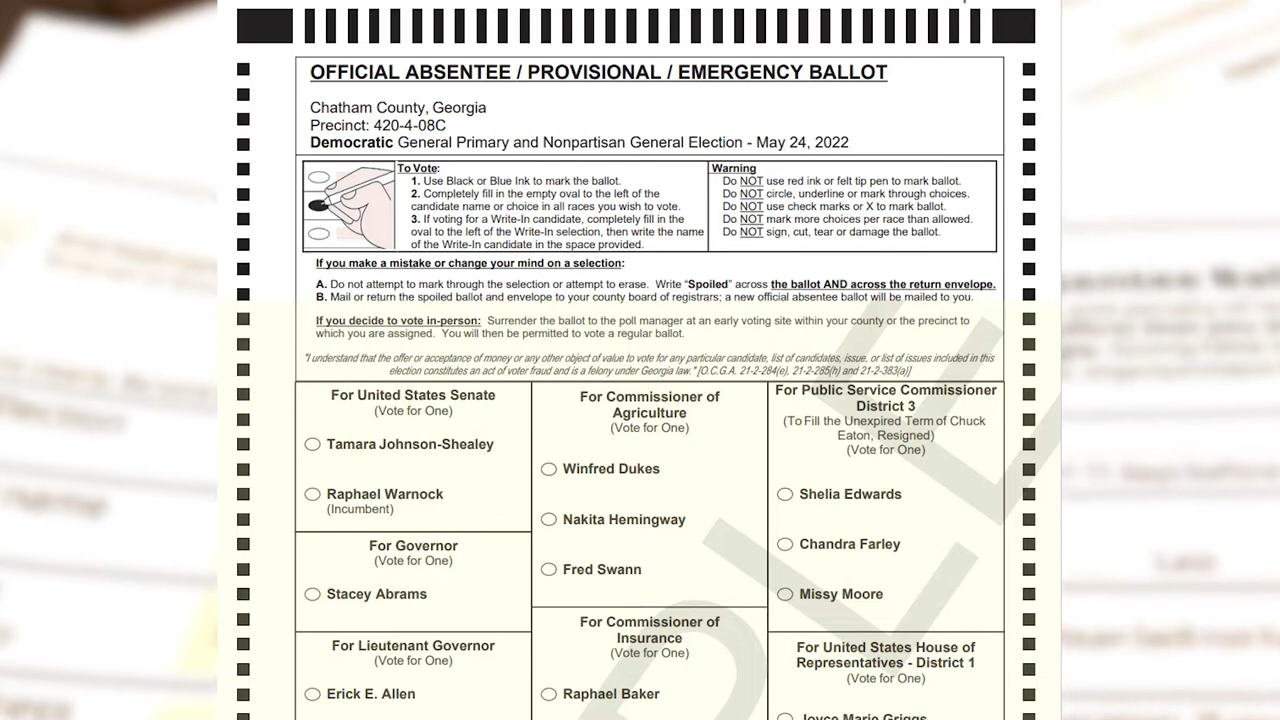 OFFICIAL ABSENTEE / PROVISIONAL / EMERGENCY BALLOT
Chatham County, Georgia
Precinct: 420-4-08C
Democratic General Primary and Nonpartisan General Election - May 24, 2022
To Vote:
1. Use Black or Blue Ink to mark the ballot.
2. Completely fill in the empty oval to the left of the
candidate name or choice in all races you wish to vote.
3. If voting for a Write-In candidate, completely fill in the
oval to the left of the Write-In selection, then write the name
of the Write-In candidate in the space provided.
Warning
Do NOT use red ink or felt tip pen to mark ballot.
Do NOT circle, underline or mark through choices.
Do NOT use check marks or X to mark ballot.
Do NOT mark more choices per race than allowed.
Do NOT sign, cut, tear or damage the ballot.
If you make a mistake or change your mind on a selection:
A. Do not attempt to mark through the selection or attempt to erase. Write "Spoiled" across the ballot AND across the return envelope.
B. Mail or return the spoiled ballot and envelope to your county board of registrars; a new official absentee ballot will be mailed to you.
If you decide to vote in-person: Surrender the ballot to the poll manager at an early voting site within your county or the precinct to
which you are assigned. You will then be permitted to vote a regular ballot.
"I understand that the offer or acceptance of money or any other object of value to vote for any particular candidate, list of candidates, issue, or list of issues included in this
election constitutes an act of voter fraud and is a felony under Georgia law." [O.C.G.A. 21-2-284(e), 21-2-285(h) and 21-2-383(a)]
For United States Senate
(Vote for One)
Tamara Johnson-Shealey
Raphael Warnock
(Incumbent)
For Governor
(Vote for One)
Stacey Abrams
For Lieutenant Governor
(Vote for One)
Erick E. Allen
For Commissioner of
Agriculture
(Vote for One)
Winfred Dukes
Nakita Hemingway
Fred Swann
For Commissioner of
Insurance
(Vote for One)
Raphael Baker
For Public Service Commissioner
District 3
(To Fill the Unexpired Term of Chuck
Eaton, Resigned)
(Vote for One)
Shelia Edwards
Chandra Farley
Missy Moore
For United States House of
Representatives - District 1
(Vote for One)
Joyce Marie Griggs